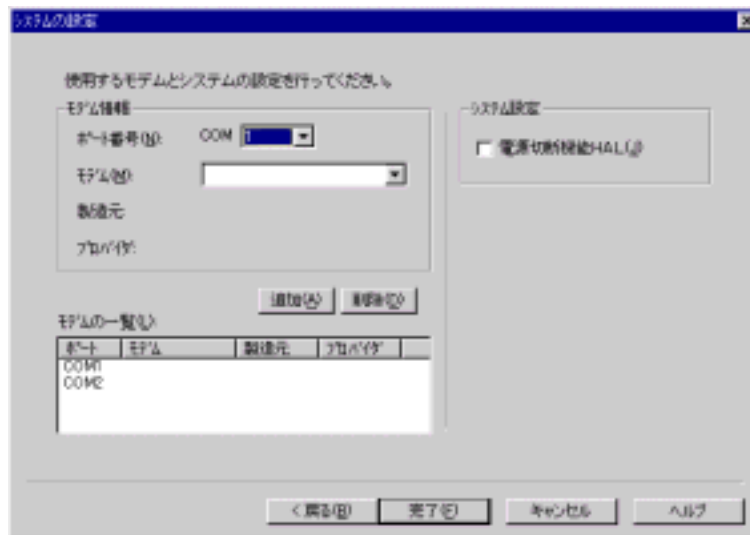 システムの設定
使用するモデムとシステムの設定を行ってください。
モデム情報
ポート番号(N): COM 1
モデム(M):
製造元:
プロバイダ:
追加(A) 削除(D)
モデムの一覧(L):
ポート モデム 製造元 プロバイダ
COM1
COM2
システム設定
電源切断機能HAL(J)
< 戻る(B) 完了(F) キャンセル ヘルプ